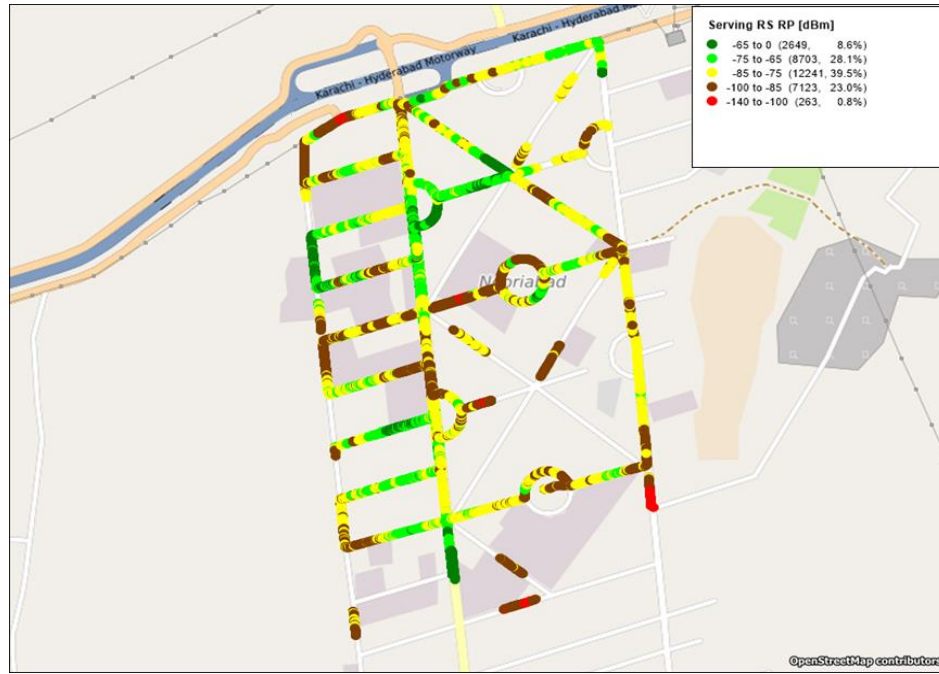 Serving RS RP [dBm]
-65 to 0 (2649, 8.6%)
-75 to -65 (8703, 28.1%)
-85 to -75 (12241, 39.5%)
-100 to -85 (7123, 23.0%)
-140 to -100 (263, 0.8%)
Karachi - Hyderabad
Karachi - Hyderabad Motorway
Nooriabad
OpenStreetMap contributors